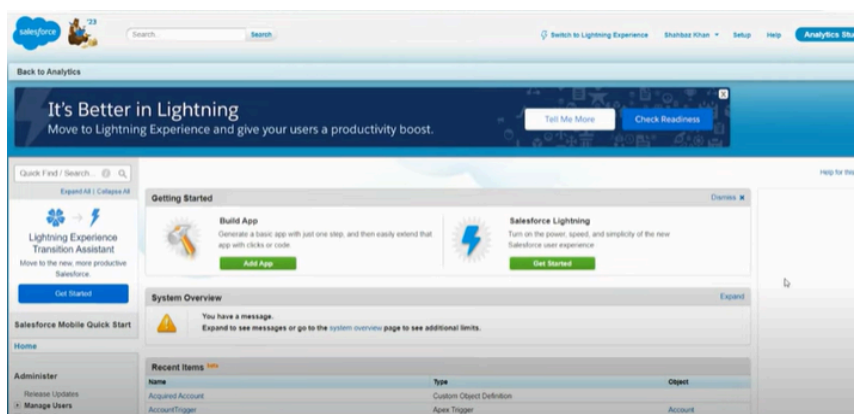 salesforce
'23
Search...
Search
Switch to Lightning Experience
Shahbaz Khan
Setup
Help
Analytics Stu
Back to Analytics
It's Better in Lightning
Move to Lightning Experience and give your users a productivity boost.
Tell Me More
Check Readiness
Quick Find / Search...
Expand All | Collapse All
Lightning Experience
Transition Assistant
Move to the new, more productive
Salesforce.
Get Started
Salesforce Mobile Quick Start
Home
Administer
Release Updates
Manage Users
Help for this
Getting Started
Dismiss X
Build App
Generate a basic app with just one step, and then easily extend that
app with clicks or code.
Add App
Salesforce Lightning
Turn on the power, speed, and simplicity of the new
Salesforce user experience
Get Started
System Overview
Expand
You have a message.
Expand to see messages or go to the system overview page to see additional limits.
Recent Items beta
Name Type Object
Acquired Account Custom Object Definition
AccountTrigger Apex Trigger Account